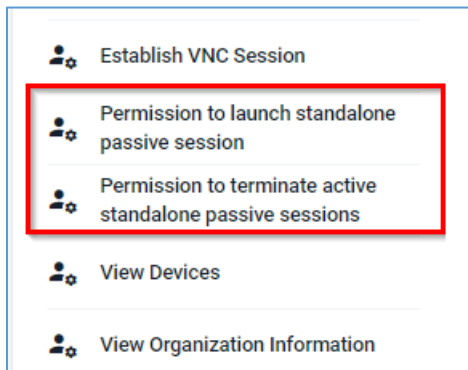 Establish VNC Session
Permission to launch standalone
passive session
Permission to terminate active
standalone passive sessions
View Devices
View Organization Information